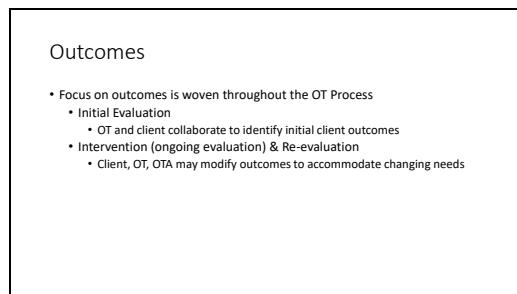 Outcomes
• Focus on outcomes is woven throughout the OT Process
• Initial Evaluation
• OT and client collaborate to identify initial client outcomes
• Intervention (ongoing evaluation) & Re-evaluation
• Client, OT, OTA may modify outcomes to accommodate changing needs